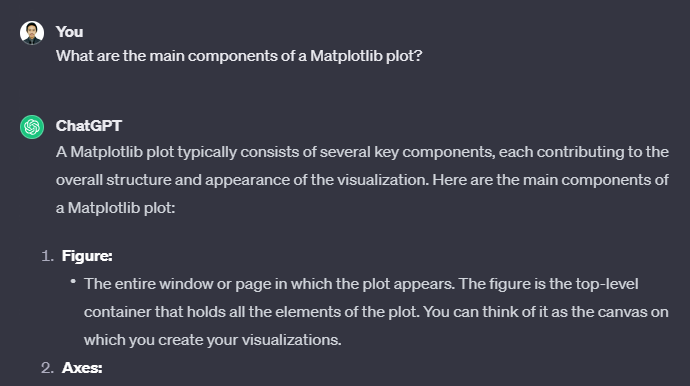 You
What are the main components of a Matplotlib plot?
ChatGPT
A Matplotlib plot typically consists of several key components, each contributing to the
overall structure and appearance of the visualization. Here are the main components of
a Matplotlib plot:
1. Figure:
• The entire window or page in which the plot appears. The figure is the top-level
container that holds all the elements of the plot. You can think of it as the canvas on
which you create your visualizations.
2. Axes: